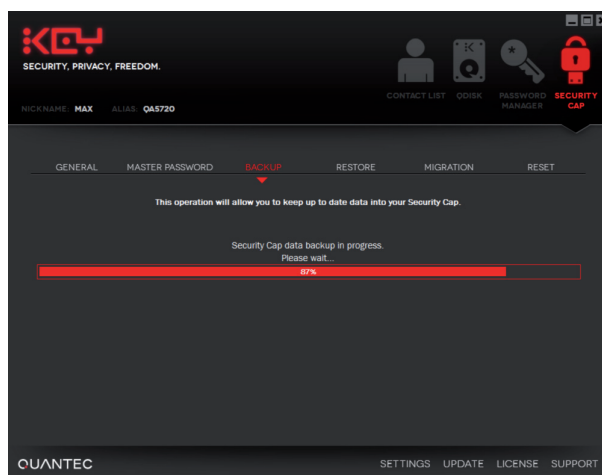 KEY
SECURITY, PRIVACY, FREEDOM.
CONTACT LIST QDISK PASSWORD MANAGER SECURITY CAP
NICKNAME: MAX ALIAS: QA5720
GENERAL MASTER PASSWORD BACKUP RESTORE MIGRATION RESET
This operation will allow you to keep up to date data into your Security Cap.
Security Cap data backup in progress.
Please wait...
87%
QUANTEC SETTINGS UPDATE LICENSE SUPPORT